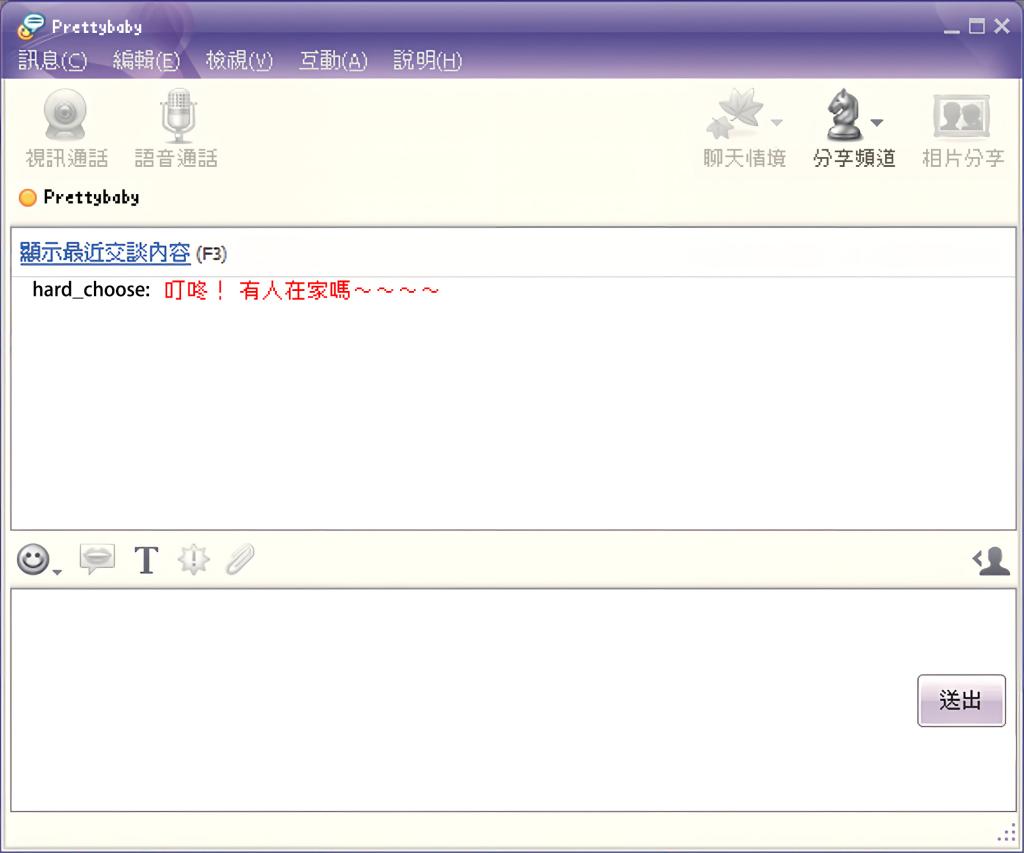 Prettybaby
訊息(C) 編輯(E) 檢視(V) 互動(A) 說明(H)
視訊通話 語音通話 聊天情境 分享頻道 相片分享
Prettybaby
顯示最近交談內容 (F3)
hard_choose: 叮咚！ 有人在家嗎～～～～
T
送出